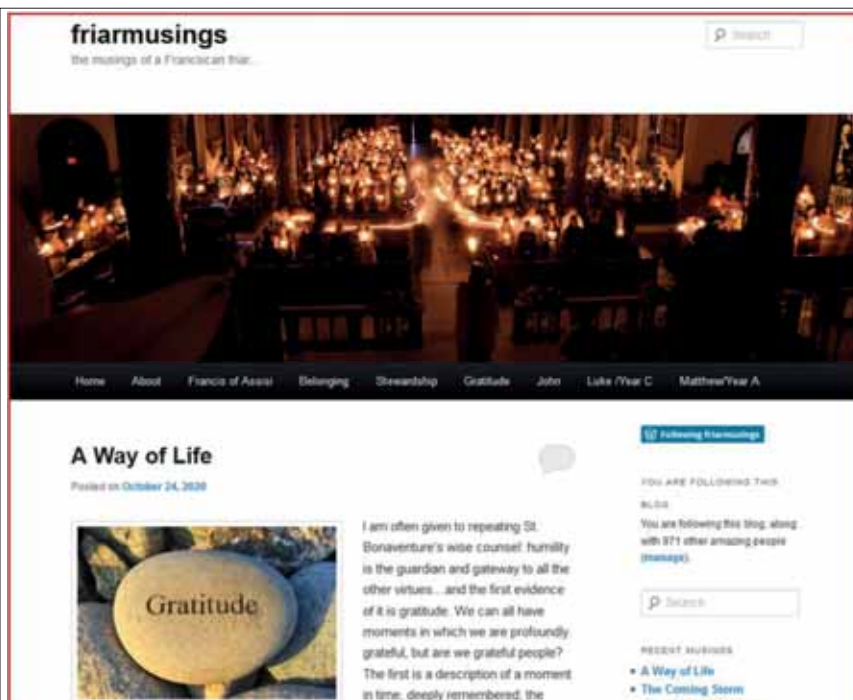 friarmusings
Search
the musings of a Franciscan friar...
Home About Francis of Assisi Belonging Stewardship Gratitude John Luke /Year C Matthew/Year A
A Way of Life
Posted on October 24, 2020
Gratitude
I am often given to repeating St.
Bonaventure's wise counsel: humility
is the guardian and gateway to all the
other virtues... and the first evidence
of it is gratitude. We can all have
moments in which we are profoundly
grateful, but are we grateful people?
The first is a description of a moment
in time, deeply remembered; the
Following friarmusings
YOU ARE FOLLOWING THIS
BLOG
You are following this blog, along
with 971 other amazing people
(manage).
Search
RECENT MUSINGS
A Way of Life
The Coming Storm